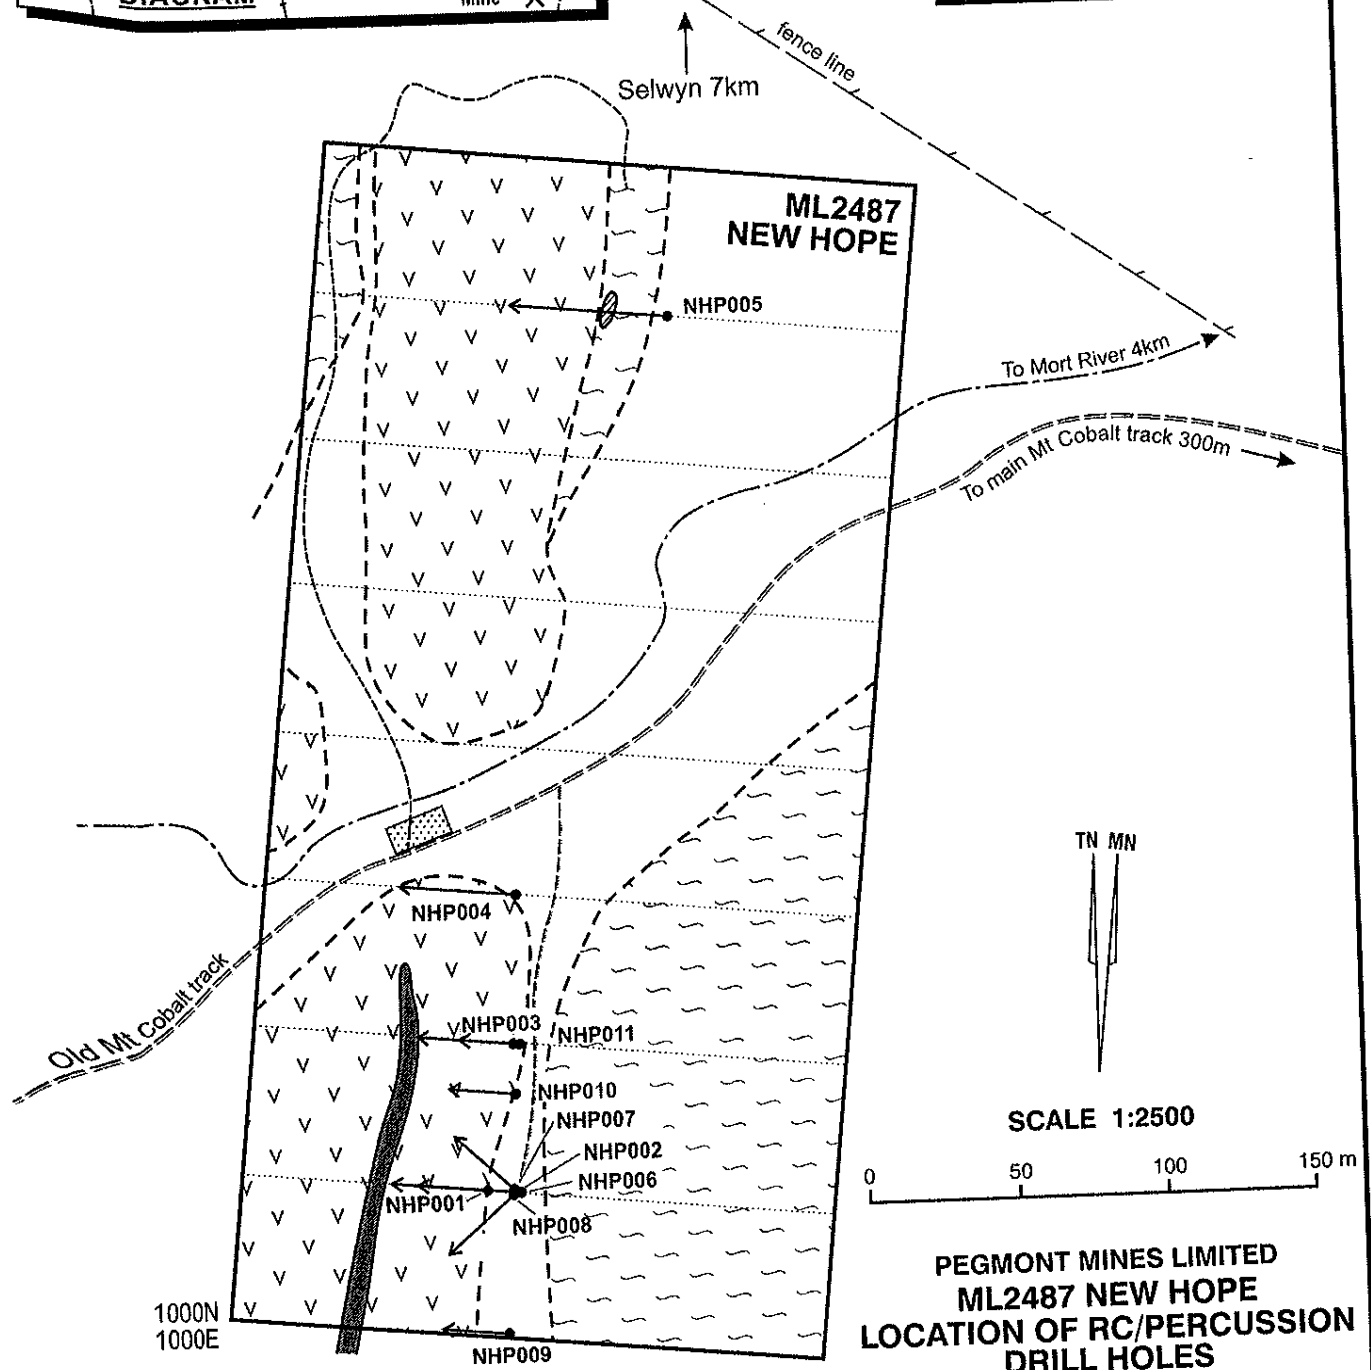 DIAGRAM
Mine
fence line
Selwyn 7km
ML2487
NEW HOPE
NHP005
To Mort River 4km
To main Mt Cobalt track 300m
TN MN
NHP004
Old Mt Cobalt track
NHP003
NHP011
NHP010
NHP007
NHP002
NHP006
NHP001
NHP008
SCALE 1:2500
0 50 100 150 m
1000N
1000E
NHP009
PEGMONT MINES LIMITED
ML2487 NEW HOPE
LOCATION OF RC/PERCUSSION
DRILL HOLES